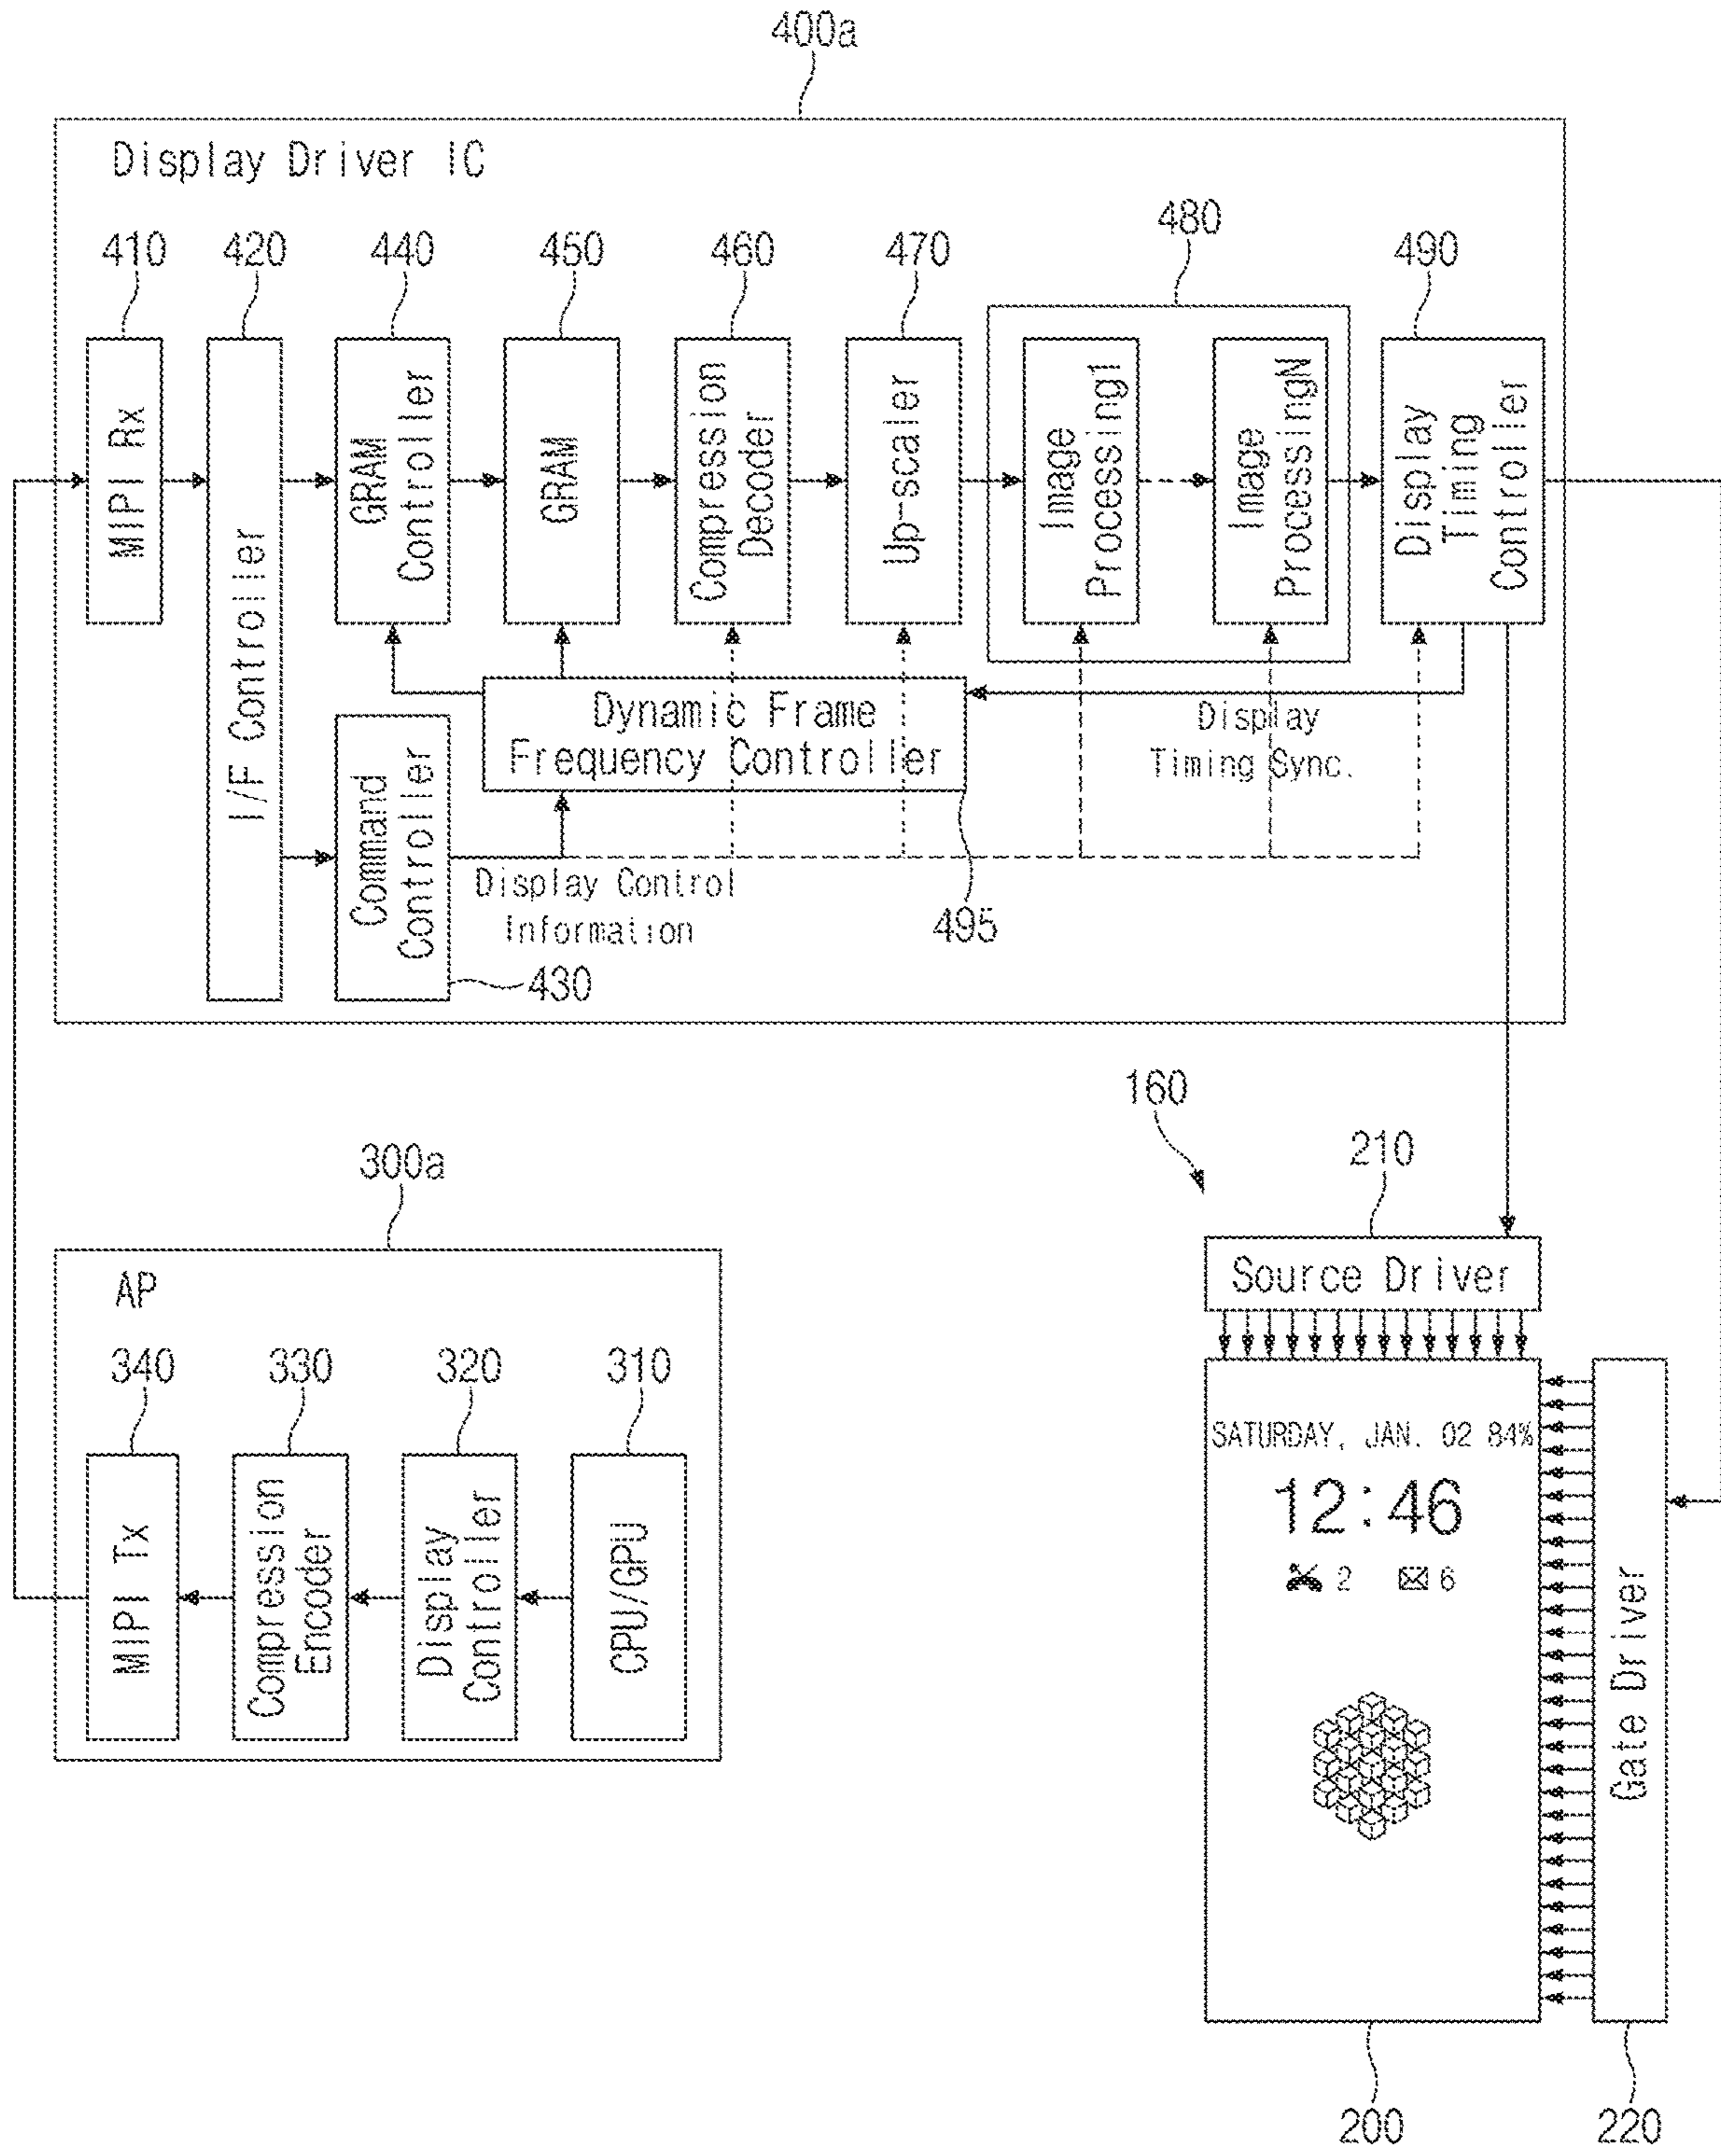 400a
Display Driver IC
410
420
440
450
460
470
480
490
MIPI Rx
I/F Controller
GRAM
Controller
GRAM
Compression
Decoder
Up-scaler
Image
Processing1
Image
ProcessingN
Display
Timing
Controller
Dynamic Frame
Frequency Controller
Display
Timing Sync.
Command
Controller
Display Control
Information
495
430
160
210
300a
Source Driver
AP
340
330
320
310
MIPI Tx
Compression
Encoder
Display
Controller
CPU/GPU
SATURDAY, JAN. 02 84%
12:46
2
6
Gate Driver
200
220